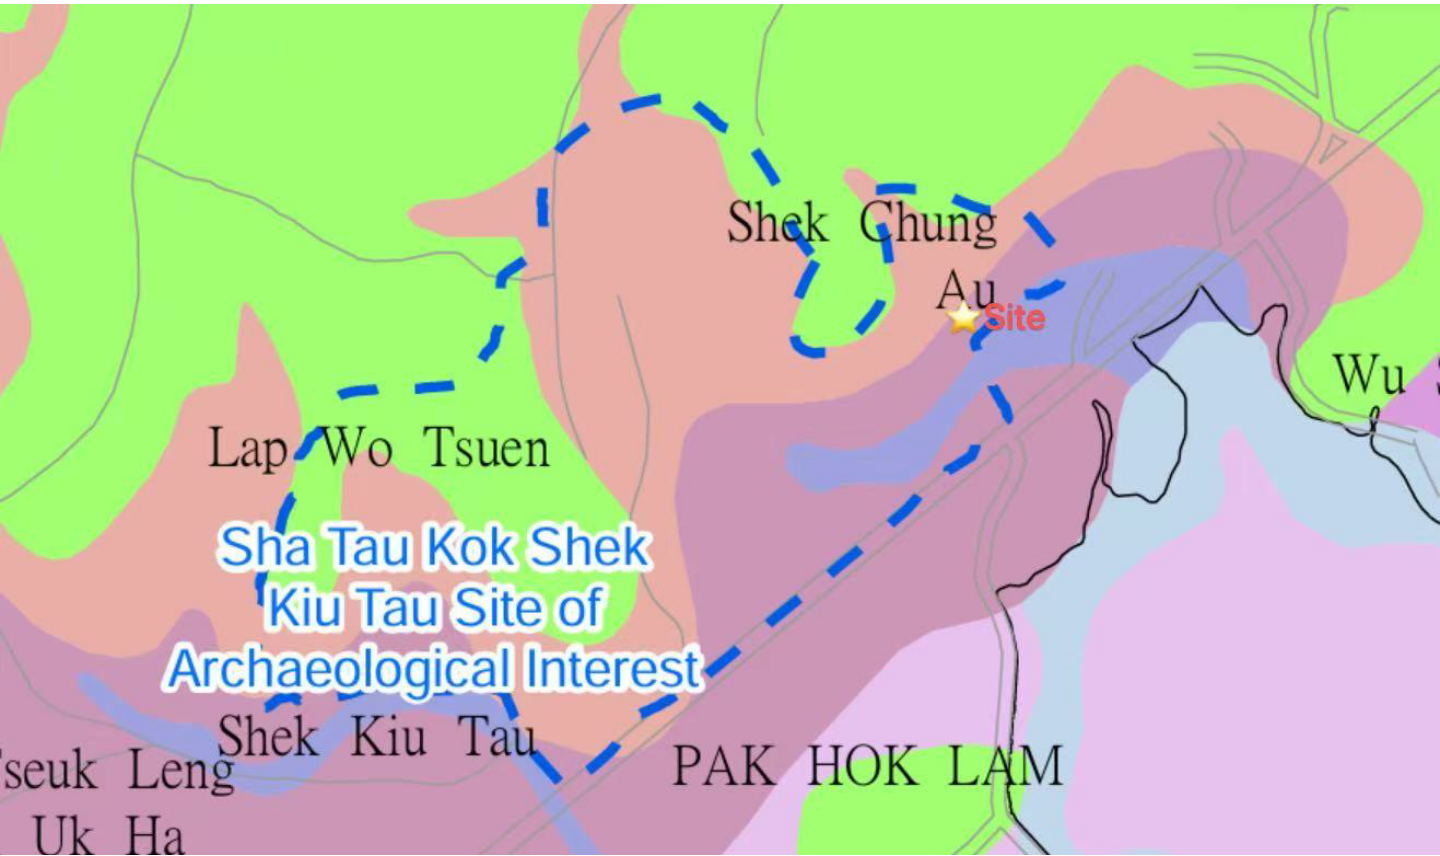 Shek Chung
Au
Site
Wu
Lap Wo Tsuen
Sha Tau Kok Shek
Kiu Tau Site of
Archaeological Interest
Shek Kiu Tau
PAK HOK LAM
seuk Leng
Uk Ha